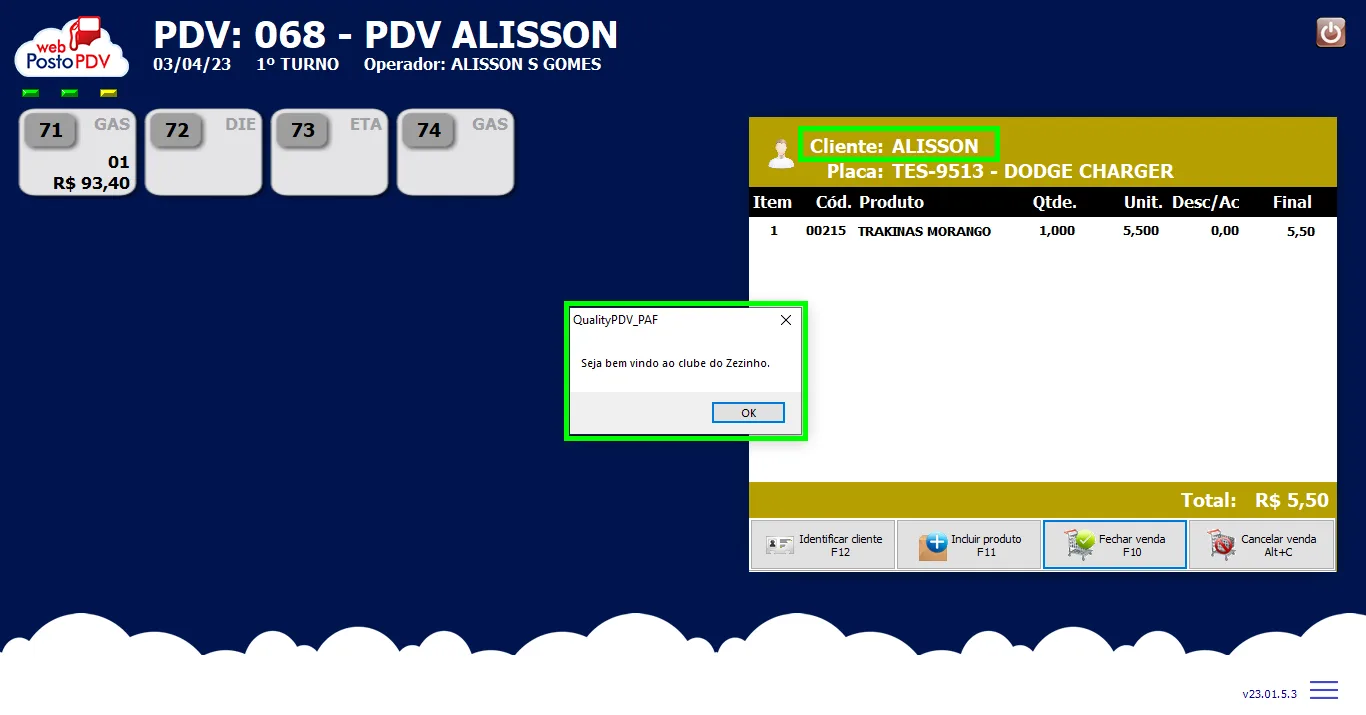 web
PostoPDV
PDV: 068 - PDV ALISSON
03/04/23 1º TURNO Operador: ALISSON S GOMES
71 GAS
01
R$ 93,40
72 DIE
73 ETA
74 GAS
Cliente: ALISSON
Placa: TES-9513 - DODGE CHARGER
Item Cód. Produto Qtde. Unit. Desc/Ac Final
1 00215 TRAKINAS MORANGO 1,000 5,500 0,00 5,50
QualityPDV_PAF
Seja bem vindo ao clube do Zezinho.
OK
Total: R$ 5,50
Identificar cliente
F12
Incluir produto
F11
Fechar venda
F10
Cancelar venda
Alt+C
v23.01.5.3